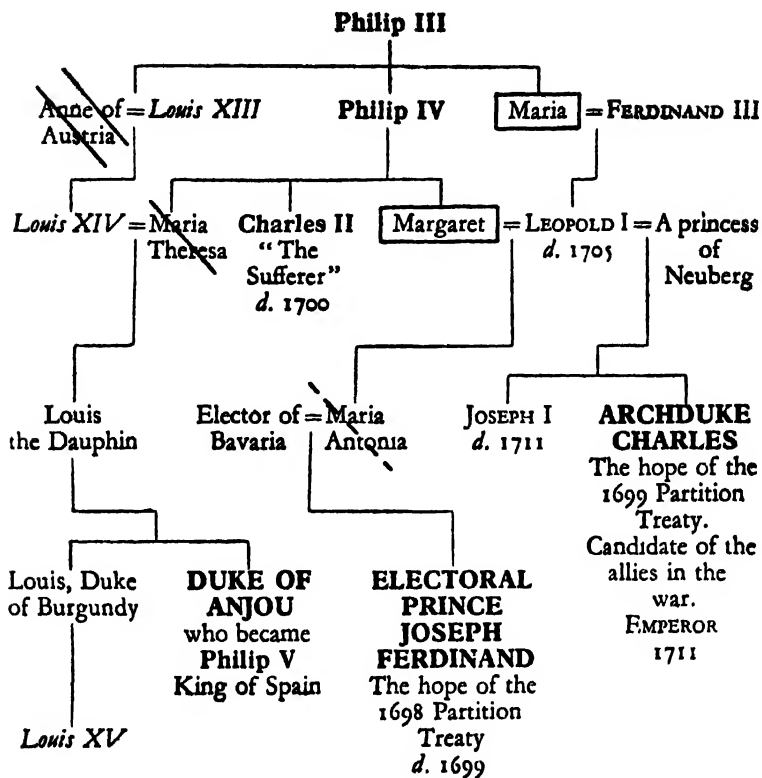 Philip III
Anne of = Louis XIII
Austria
Philip IV
Maria = FERDINAND III
Louis XIV = Maria
Theresa
Charles II
"The
Sufferer"
d. 1700
Margaret = LEOPOLD I = A princess
d. 1705
of
Neuberg
Louis
the Dauphin
Elector of = Maria
Bavaria Antonia
JOSEPH I
d. 1711
ARCHDUKE
CHARLES
The hope of the
1699 Partition
Treaty.
Candidate of the
allies in the
war.
EMPEROR
1711
Louis, Duke
of Burgundy
DUKE OF
ANJOU
who became
Philip V
King of Spain
ELECTORAL
PRINCE
JOSEPH
FERDINAND
The hope of the
1698 Partition
Treaty
d. 1699
Louis XV